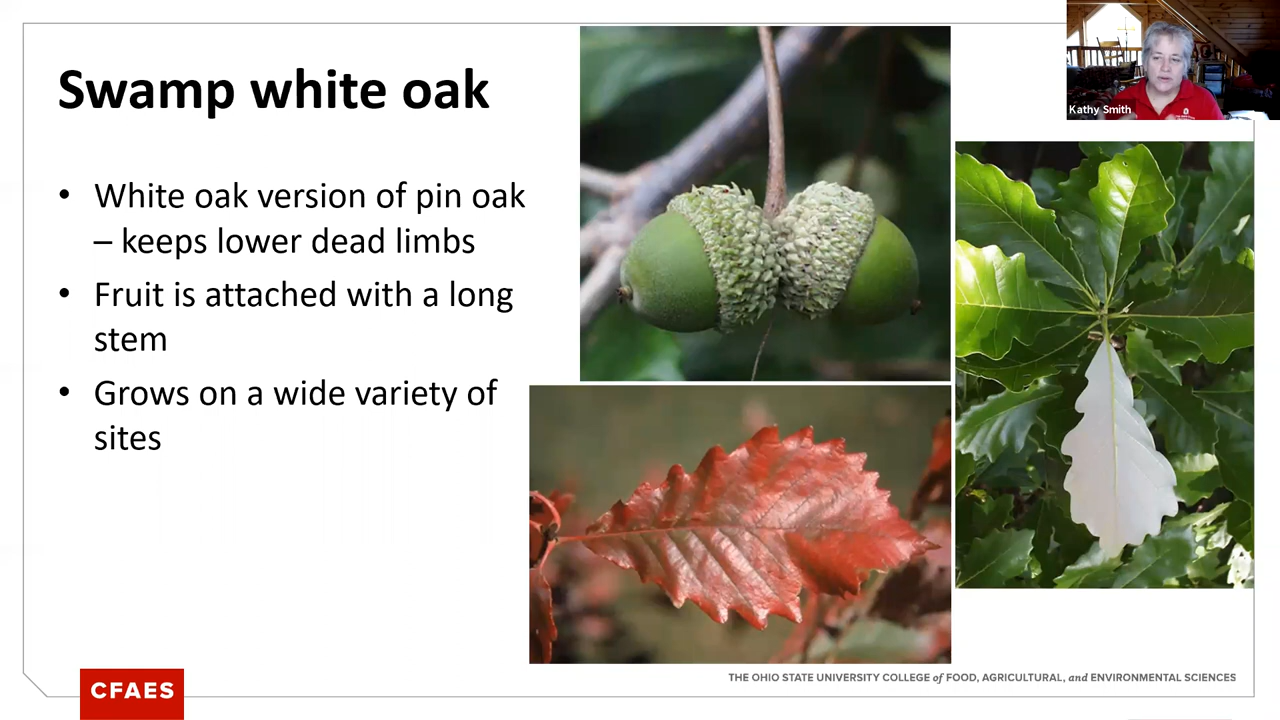 Swamp white oak
• White oak version of pin oak
– keeps lower dead limbs
• Fruit is attached with a long
stem
• Grows on a wide variety of
sites
Kathy Smith
CFAES
THE OHIO STATE UNIVERSITY COLLEGE of FOOD, AGRICULTURAL, and ENVIRONMENTAL SCIENCES